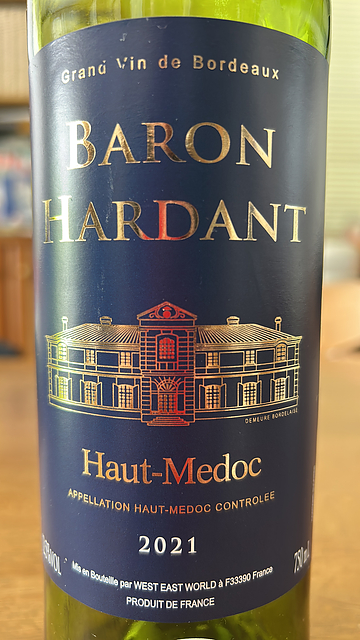 Grand Vin de Bordeaux
BARON
HARDANT
DEMEURE BORDELAISE
Haut-Medoc
APPELLATION HAUT-MEDOC CONTROLEE
2021
%VOL
750 mL
Mis en Bouteille par WEST EAST WORLD à F33390 France
PRODUIT DE FRANCE